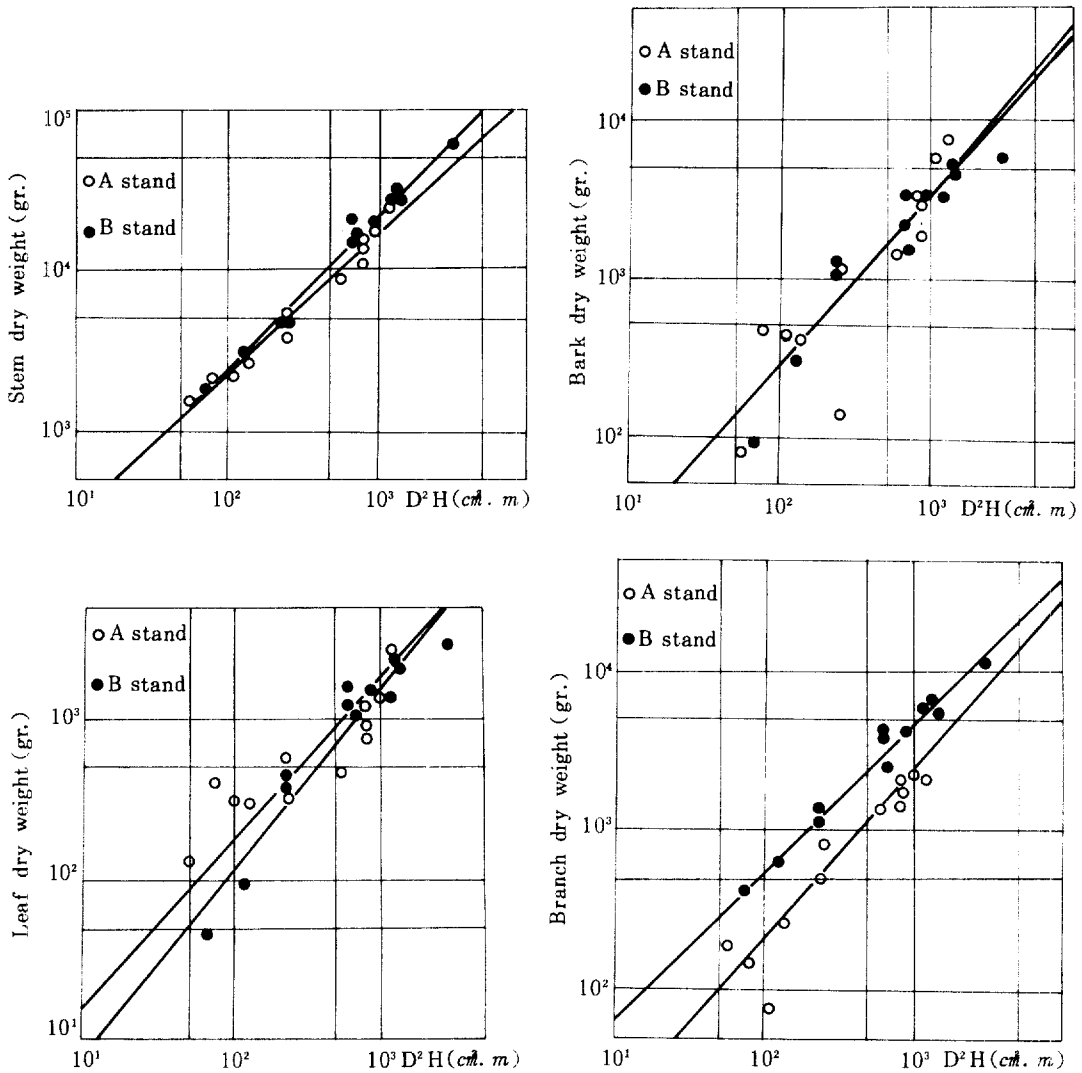 A stand
B stand
Stem dry weight (gr.)
10⁵
10⁴
10³
10¹
10²
10³ D²H (cm². m)
A stand
B stand
Bark dry weight (gr.)
10⁴
10³
10²
10¹
10²
10³ D²H (cm². m)
A stand
B stand
Leaf dry weight (gr.)
10³
10²
10¹
10¹
10²
10³ D²H (cm². m)
A stand
B stand
Branch dry weight (gr.)
10⁴
10³
10²
10¹
10²
10³ D²H (cm². m)